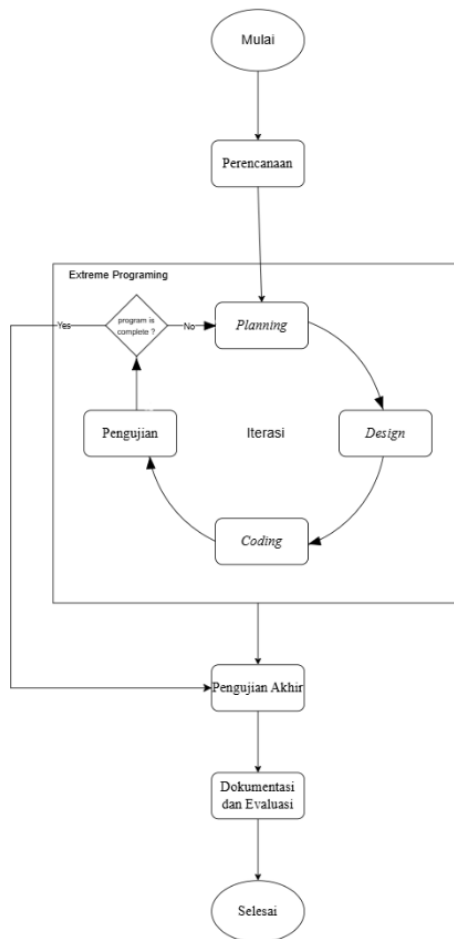 Mulai
Perencanaan
Extreme Programing
program is
complete ?
Yes
No
Planning
Pengujian
Iterasi
Design
Coding
Pengujian Akhir
Dokumentasi
dan Evaluasi
Selesai